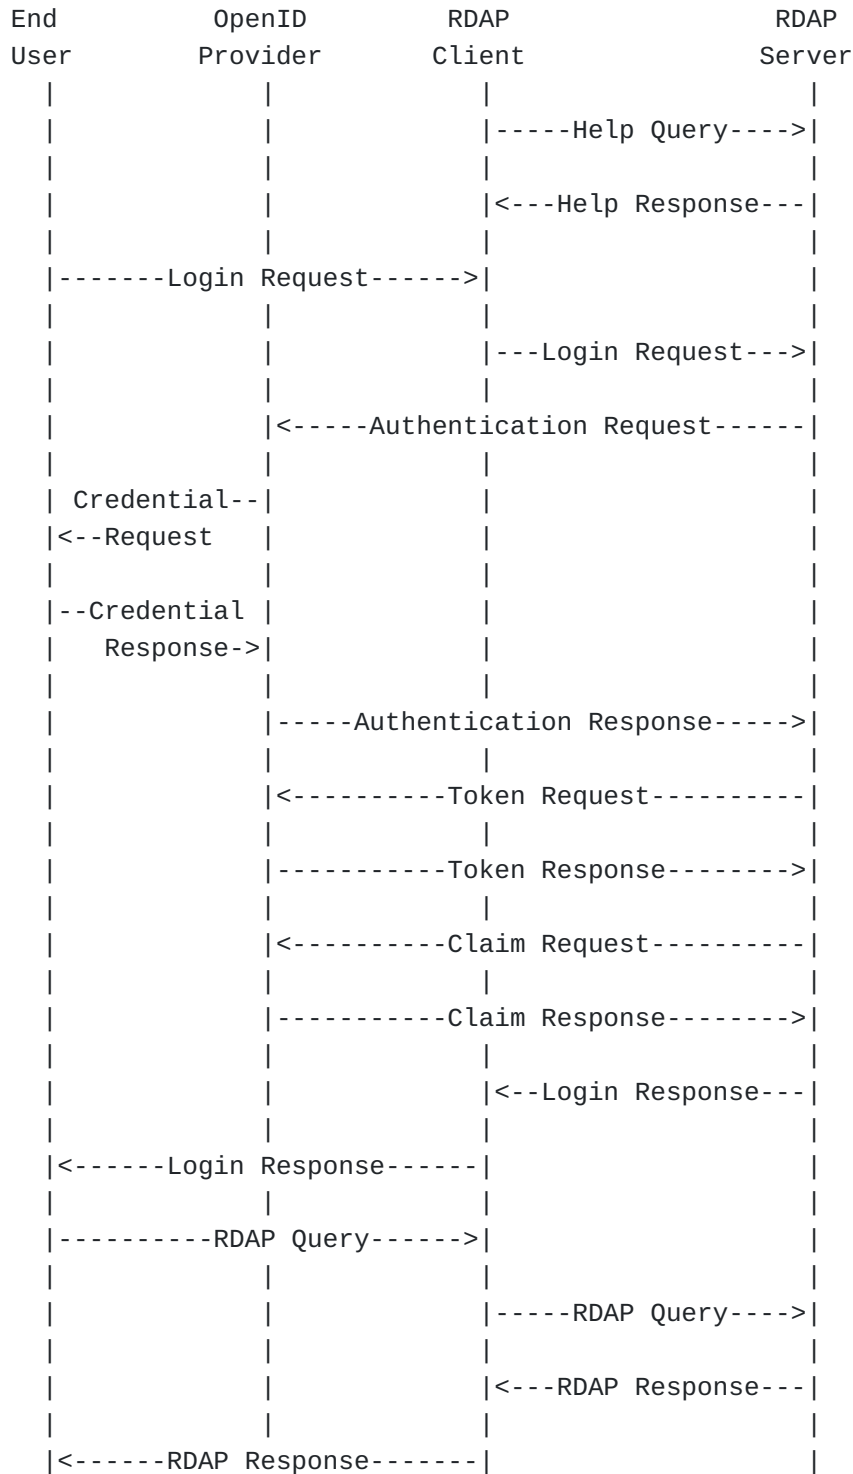 End          OpenID         RDAP                 RDAP
User        Provider       Client               Server
  |             |             |                    |
  |             |             |-----Help Query---->|
  |             |             |                    |
  |             |             |<---Help Response---|
  |             |             |                    |
  |-------Login Request------>|                    |
  |             |             |                    |
  |             |             |---Login Request--->|
  |             |             |                    |
  |             |<-----Authentication Request------|
  |             |             |                    |
  | Credential--|             |                    |
  |<--Request   |             |                    |
  |             |             |                    |
  |--Credential |             |                    |
  |   Response->|             |                    |
  |             |             |                    |
  |             |-----Authentication Response----->|
  |             |             |                    |
  |             |<----------Token Request----------|
  |             |             |                    |
  |             |-----------Token Response-------->|
  |             |             |                    |
  |             |<----------Claim Request----------|
  |             |             |                    |
  |             |-----------Claim Response-------->|
  |             |             |                    |
  |             |             |<--Login Response---|
  |             |             |                    |
  |<------Login Response------|                    |
  |             |             |                    |
  |----------RDAP Query------>|                    |
  |             |             |                    |
  |             |             |-----RDAP Query---->|
  |             |             |                    |
  |             |             |<---RDAP Response---|
  |             |             |                    |
  |<------RDAP Response-------|                    |